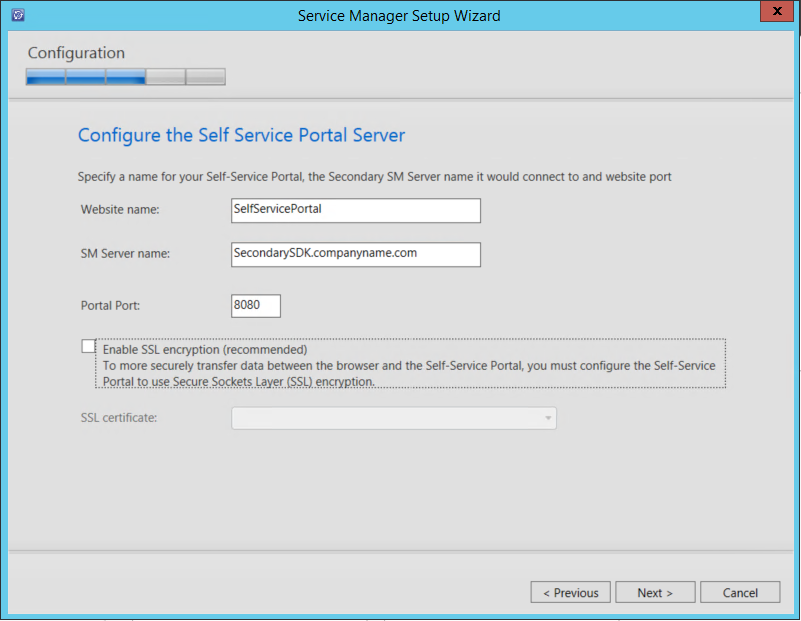 Service Manager Setup Wizard
x
Configuration
Configure the Self Service Portal Server
Specify a name for your Self-Service Portal, the Secondary SM Server name it would connect to and website port
Website name:
SelfServicePortal
SM Server name:
SecondarySDK.companyname.com
Portal Port:
8080
Enable SSL encryption (recommended)
To more securely transfer data between the browser and the Self-Service Portal, you must configure the Self-Service
Portal to use Secure Sockets Layer (SSL) encryption.
SSL certificate:
< Previous
Next >
Cancel